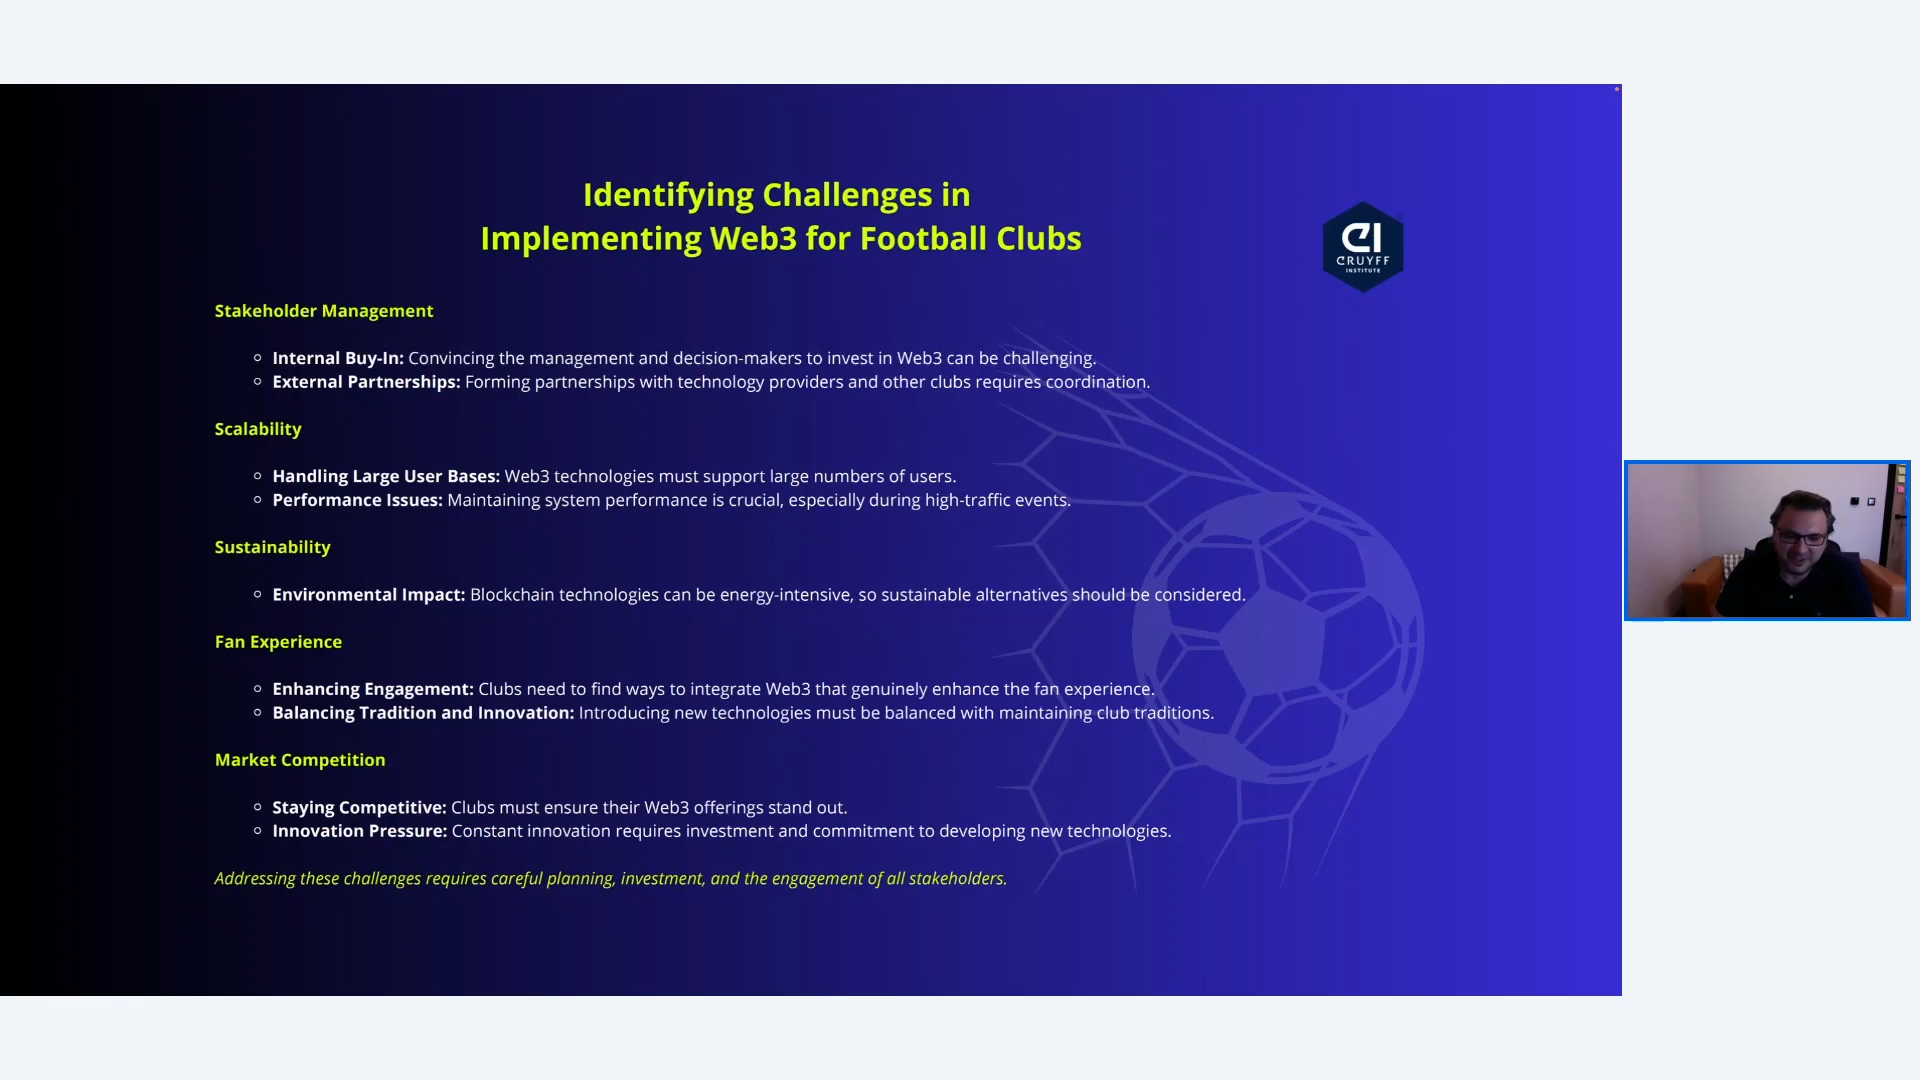 Identifying Challenges in
Implementing Web3 for Football Clubs
CI
CRUYFF
INSTITUTE
Stakeholder Management
Internal Buy-In: Convincing the management and decision-makers to invest in Web3 can be challenging.
External Partnerships: Forming partnerships with technology providers and other clubs requires coordination.
Scalability
Handling Large User Bases: Web3 technologies must support large numbers of users.
Performance Issues: Maintaining system performance is crucial, especially during high-traffic events.
Sustainability
Environmental Impact: Blockchain technologies can be energy-intensive, so sustainable alternatives should be considered.
Fan Experience
Enhancing Engagement: Clubs need to find ways to integrate Web3 that genuinely enhance the fan experience.
Balancing Tradition and Innovation: Introducing new technologies must be balanced with maintaining club traditions.
Market Competition
Staying Competitive: Clubs must ensure their Web3 offerings stand out.
Innovation Pressure: Constant innovation requires investment and commitment to developing new technologies.
Addressing these challenges requires careful planning, investment, and the engagement of all stakeholders.